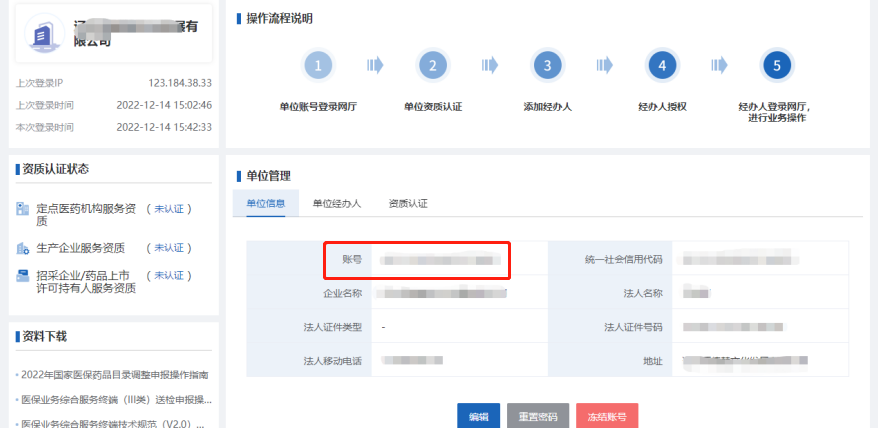 展有
限公司
上次登录IP 123.184.38.33
上次登录时间 2022-12-14 15:02:46
本次登录时间 2022-12-14 15:42:33
操作流程说明
1 2 3 4 5
单位账号登录网厅 单位资质认证 添加经办人 经办人授权 经办人登录网厅，
进行业务操作
资质认证状态
定点医药机构服务资
质
（ 未认证 ）
生产企业服务资质 （ 未认证 ）
招采企业/药品上市
许可持有人服务资质
（ 未认证 ）
资料下载
2022年国家医保药品目录调整申报操作指南
医保业务综合服务终端（III类）送检申报操...
医保业务综合服务终端技术规范（V2.0）...
单位管理
单位信息 单位经办人 资质认证
账号 统一社会信用代码
企业名称 法人名称
法人证件类型 - 法人证件号码
法人移动电话 地址
编辑 重置密码 冻结账号